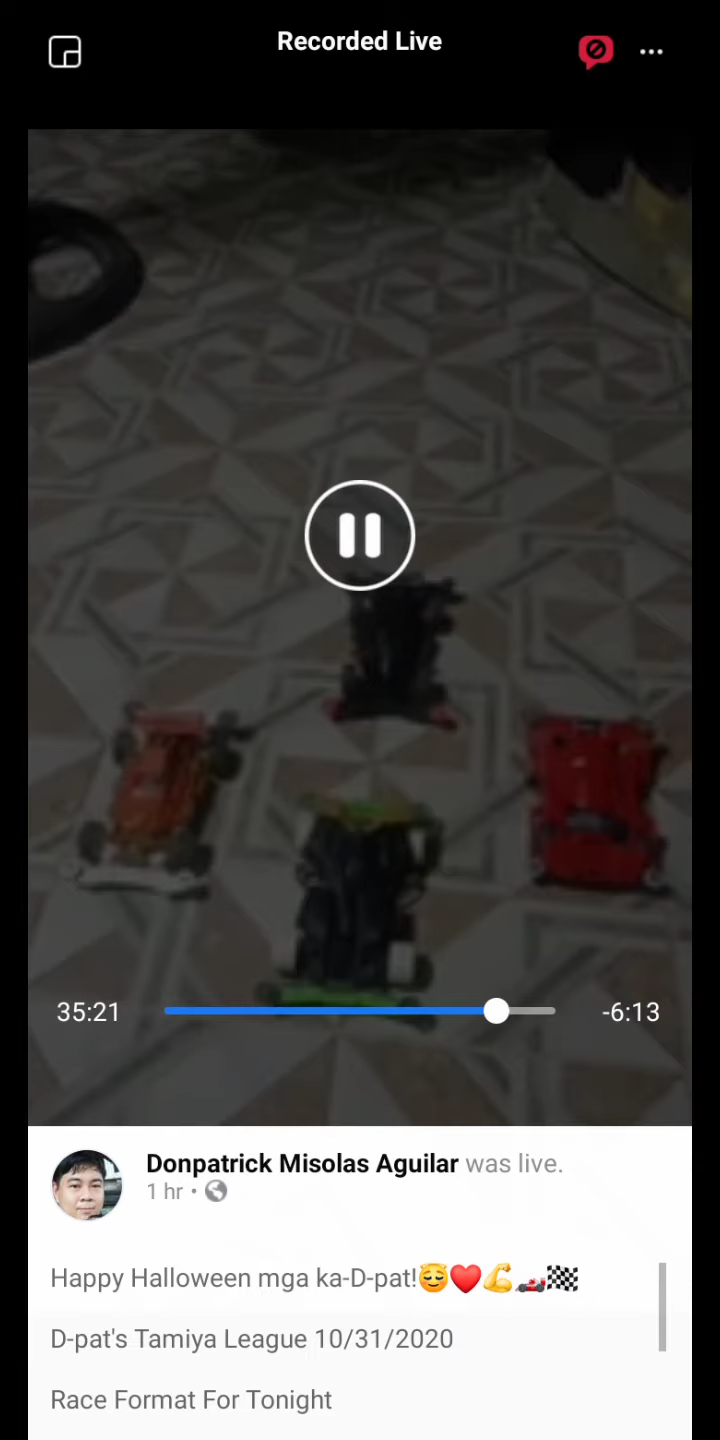 Recorded Live
35:21
-6:13
Donpatrick Misolas Aguilar was live.
1 hr •
Happy Halloween mga ka-D-pat!😇❤️💪🏎️🏁
D-pat's Tamiya League 10/31/2020
Race Format For Tonight